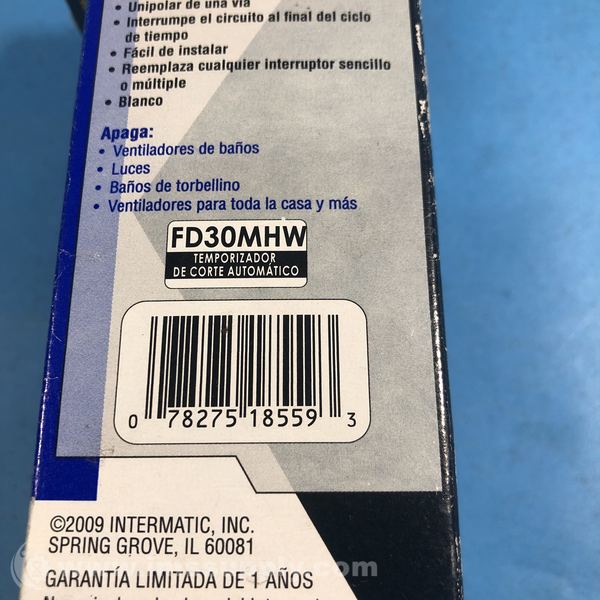 • Unipolar de una vía
• Interrumpe el circuito al final del ciclo
de tiempo
• Fácil de instalar
• Reemplaza cualquier interruptor sencillo
o múltiple
• Blanco
Apaga:
• Ventiladores de baños
• Luces
• Baños de torbellino
• Ventiladores para toda la casa y más
FD30MHW
TEMPORIZADOR
DE CORTE AUTOMÁTICO
0 78275 18559 3
©2009 INTERMATIC, INC.
SPRING GROVE, IL 60081
GARANTÍA LIMITADA DE 1 AÑOS